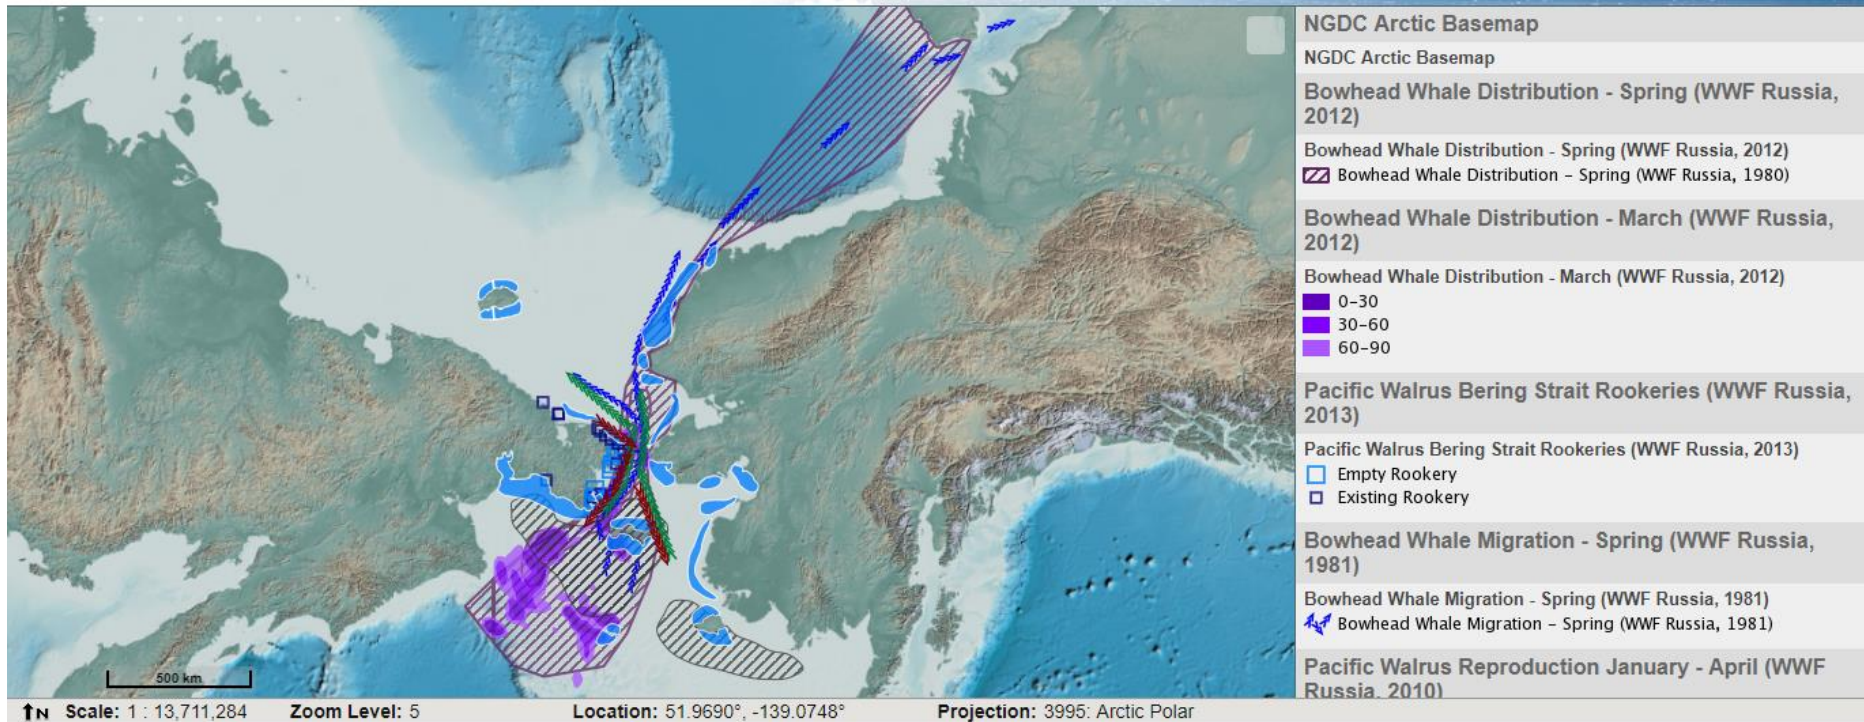 NGDC Arctic Basemap
NGDC Arctic Basemap
Bowhead Whale Distribution - Spring (WWF Russia,
2012)
Bowhead Whale Distribution - Spring (WWF Russia, 2012)
Bowhead Whale Distribution – Spring (WWF Russia, 1980)
Bowhead Whale Distribution - March (WWF Russia,
2012)
Bowhead Whale Distribution - March (WWF Russia, 2012)
0–30
30–60
60–90
Pacific Walrus Bering Strait Rookeries (WWF Russia,
2013)
Pacific Walrus Bering Strait Rookeries (WWF Russia, 2013)
Empty Rookery
Existing Rookery
Bowhead Whale Migration - Spring (WWF Russia,
1981)
Bowhead Whale Migration - Spring (WWF Russia, 1981)
Bowhead Whale Migration – Spring (WWF Russia, 1981)
Pacific Walrus Reproduction January - April (WWF
Russia, 2010)
500 km
N Scale: 1 : 13,711,284 Zoom Level: 5 Location: 51.9690°, -139.0748° Projection: 3995: Arctic Polar